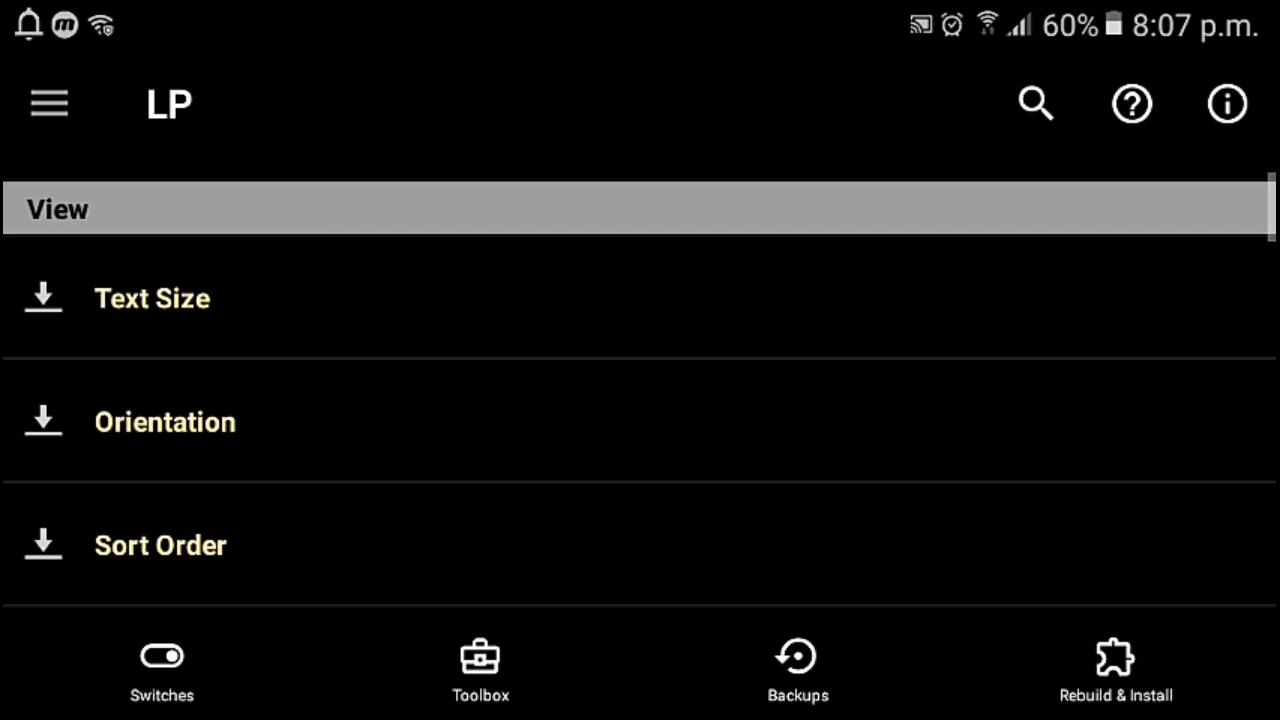 60% 8:07 p.m.
LP
View
Text Size
Orientation
Sort Order
Switches Toolbox Backups Rebuild & Install